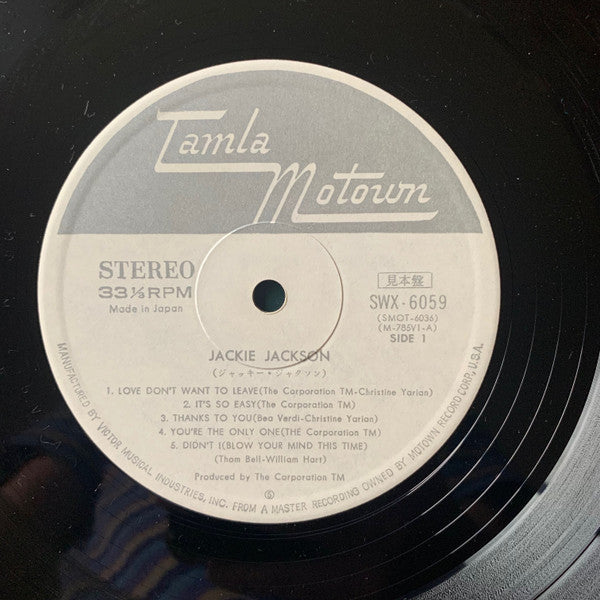 Tamla
Motown
STEREO
33⅓RPM
Made in Japan
見本盤
SWX-6059
(SMOT-6036)
(M-785V1-A)
SIDE 1
JACKIE JACKSON
(ジャッキー・ジャクソン)
1. LOVE DON'T WANT TO LEAVE(The Corporation TM-Christine Yarian)
2. IT'S SO EASY(The Corporation TM)
3. THANKS TO YOU(Bea Verdi-Christine Yarian)
4. YOU'RE THE ONLY ONE(THE Corporation TM)
5. DIDN'T I(BLOW YOUR MIND THIS TIME)
(Thom Bell-William Hart)
Produced by The Corporation TM
Ⓢ
MANUFACTURED BY VICTOR MUSICAL INDUSTRIES, INC. FROM A MASTER RECORDING OWNED BY MOTOWN RECORD CORP., U.S.A.